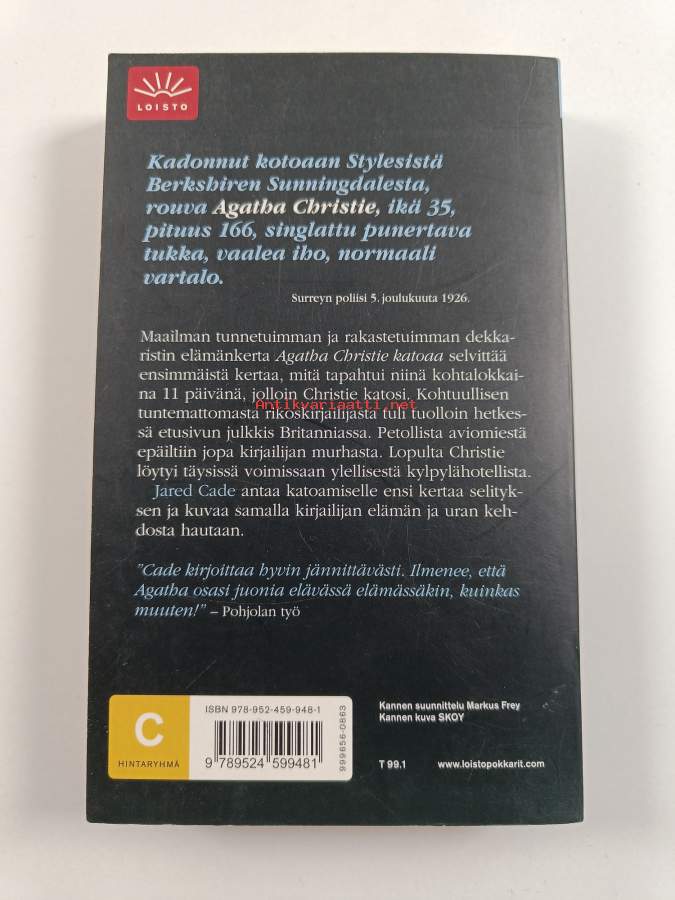 LOISTO
Kadonnut kotoaan Stylesistä
Berkshiren Sunningdalesta,
rouva Agatha Christie, ikä 35,
pituus 166, singlattu punertava
tukka, vaalea iho, normaali
vartalo.
Surreyn poliisi 5. joulukuuta 1926.
Maailman tunnetuimman ja rakastetuimman dekka-
ristin elämänkerta Agatha Christie katoaa selvittää
ensimmäistä kertaa, mitä tapahtui niinä kohtalokkai-
na 11 päivänä, jolloin Christie katosi. Kohtuullisen
Antikvariaatti.net
tuntemattomasta rikoskirjailijasta tuli tuolloin hetkes-
sä etusivun julkkis Britanniassa. Petollista aviomiestä
epäiltiin jopa kirjailijan murhasta. Lopulta Christie
löytyi täysissä voimissaan ylellisestä kylpylähotellista.
Jared Cade antaa katoamiselle ensi kertaa selityk-
sen ja kuvaa samalla kirjailijan elämän ja uran keh-
dosta hautaan.
"Cade kirjoittaa hyvin jännittävästi. Ilmenee, että
Agatha osasi juonia elävässä elämässäkin, kuinkas
muuten!" – Pohjolan työ
C
HINTARYHMÄ
ISBN 978-952-459-948-1
9 789524 599481
999656-0863
Kannen suunnittelu Markus Frey
Kannen kuva SKOY
T 99.1
www.loistopokkarit.com